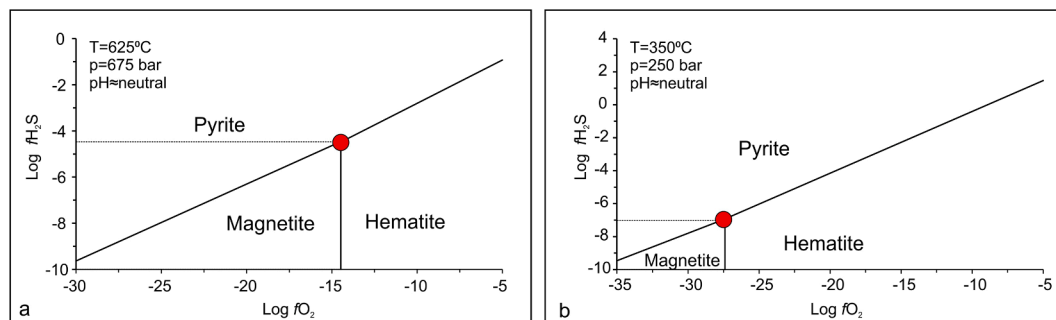 T=625ºC
p=675 bar
pH≈neutral
0
-2
-4
-6
-8
-10
Log fH₂S
Pyrite
Magnetite
Hematite
-30
-25
-20
-15
-10
-5
Log fO₂
a
T=350ºC
p=250 bar
pH≈neutral
4
2
0
-2
-4
-6
-8
-10
Log fH₂S
Pyrite
Hematite
Magnetite
-35
-30
-25
-20
-15
-10
-5
Log fO₂
b